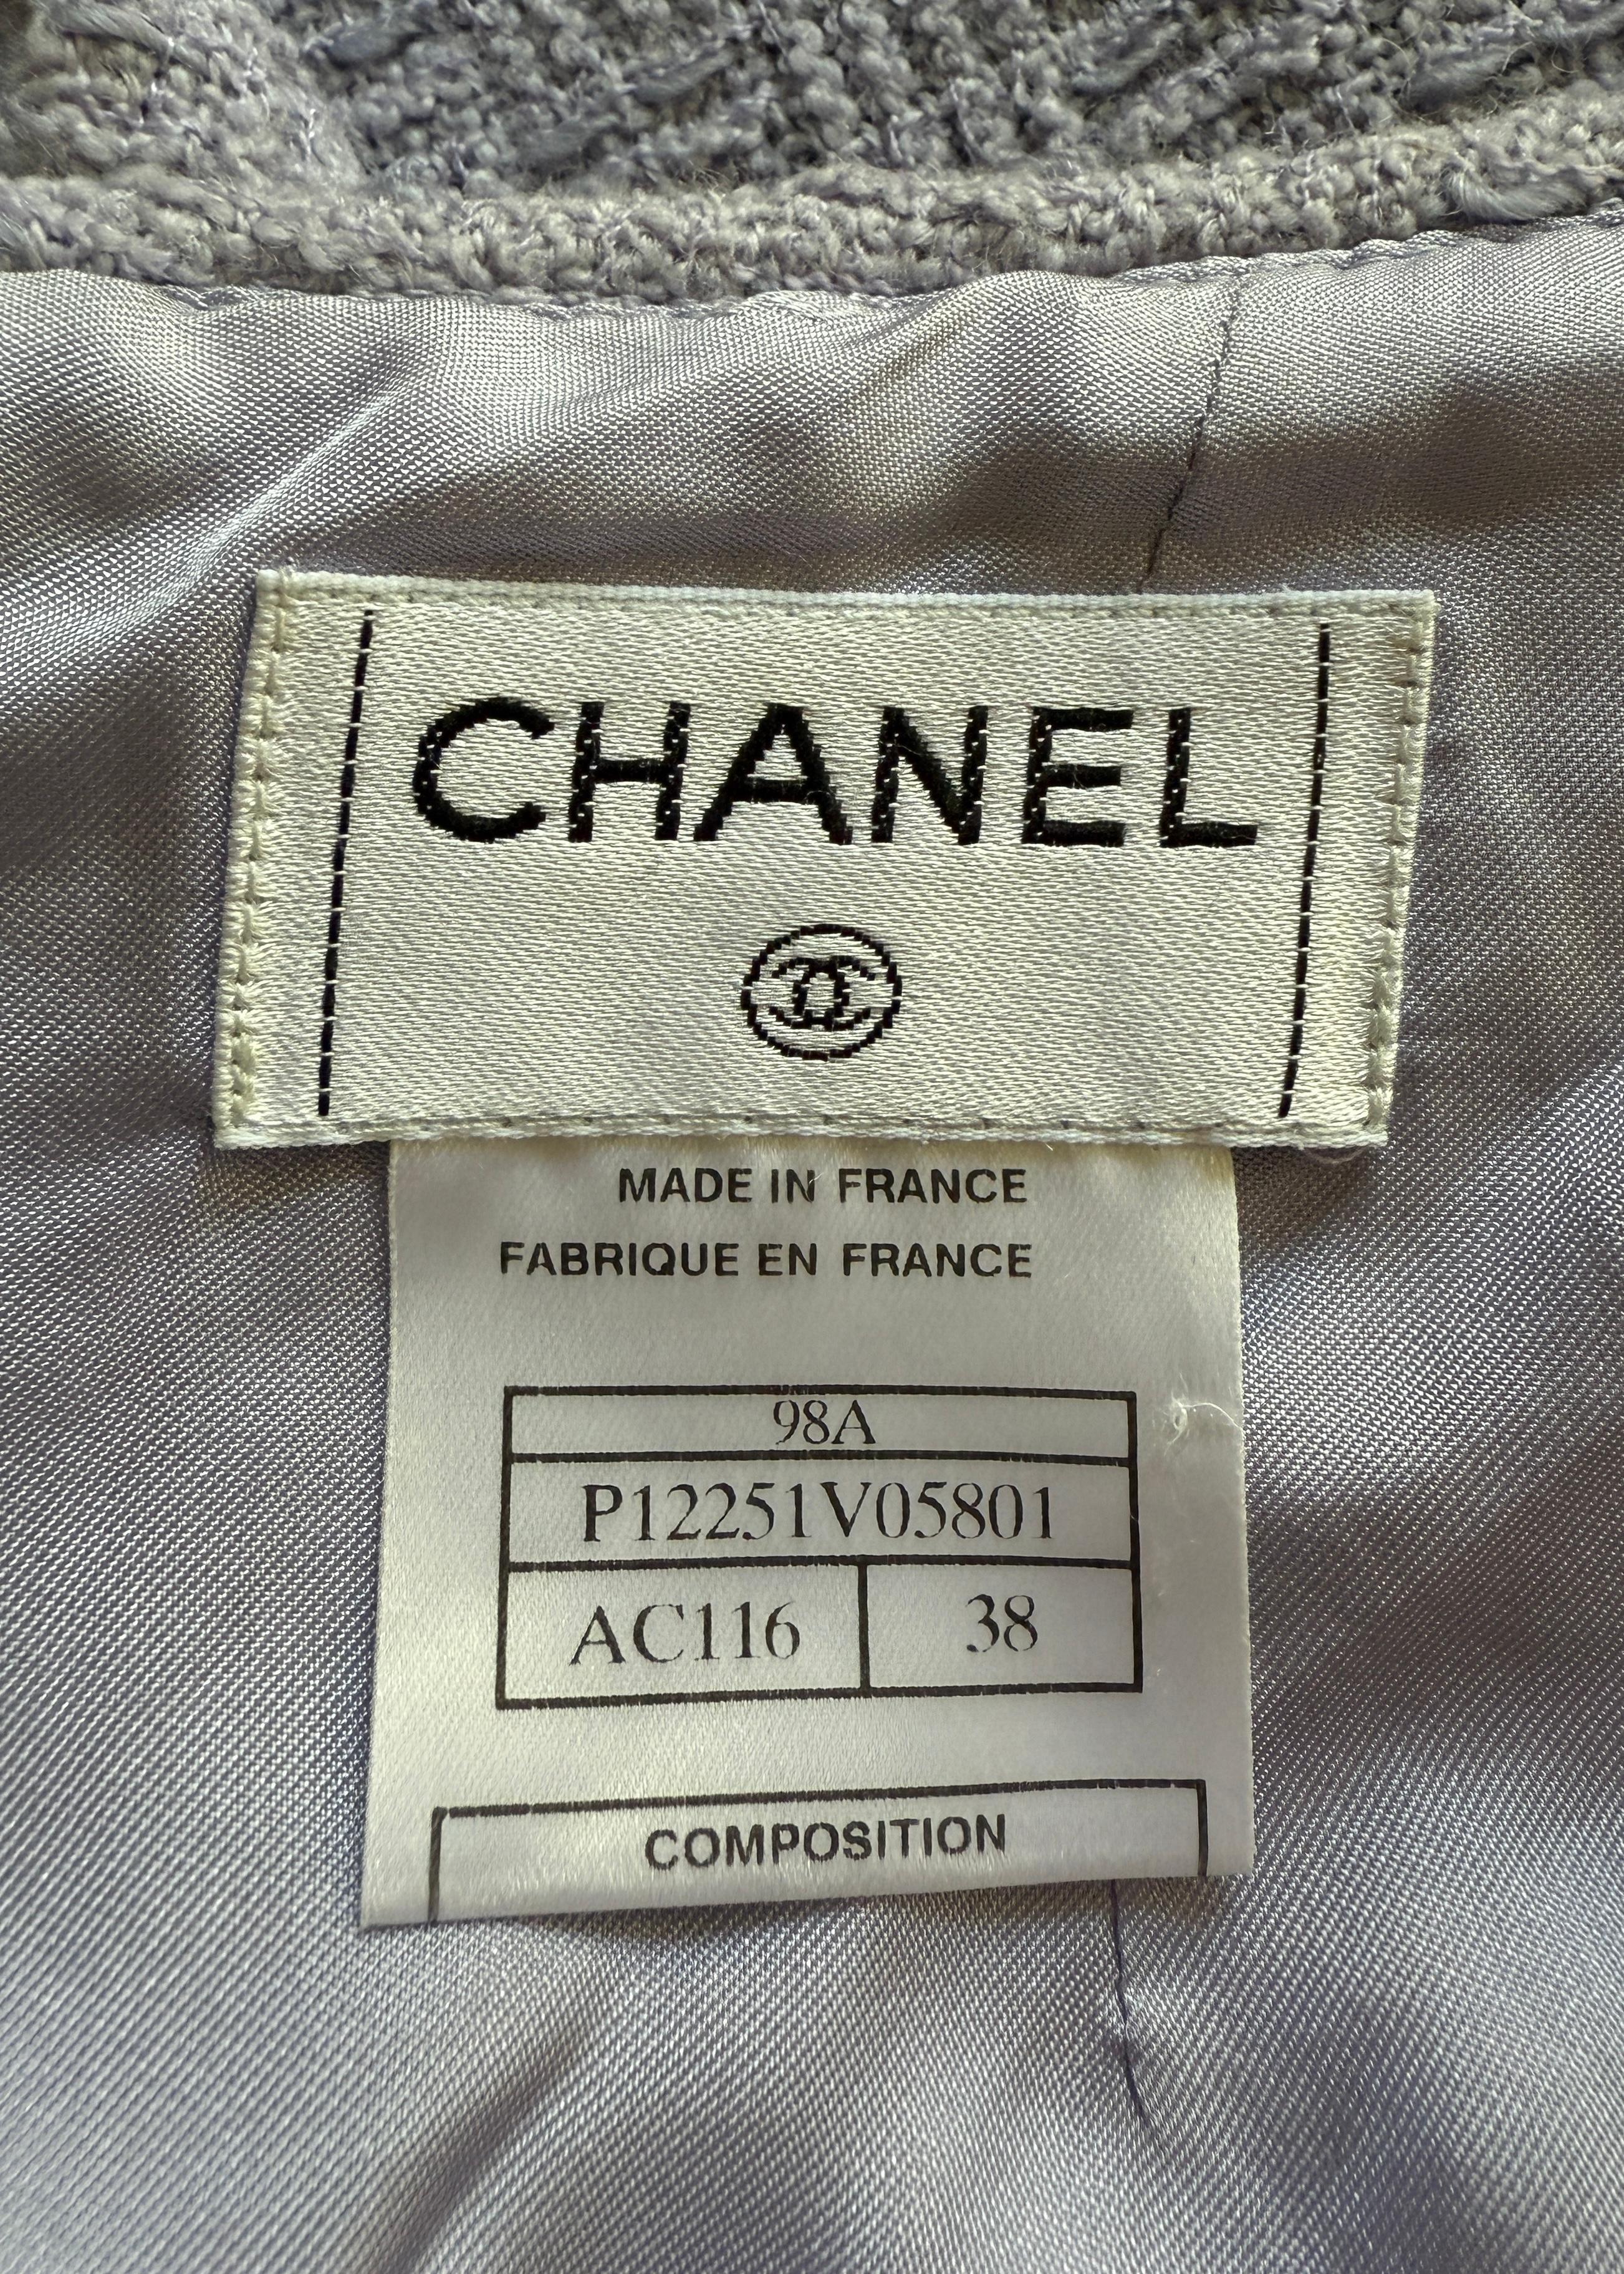 CHANEL
MADE IN FRANCE
FABRIQUE EN FRANCE
98A
P12251V05801
AC116 38
COMPOSITION